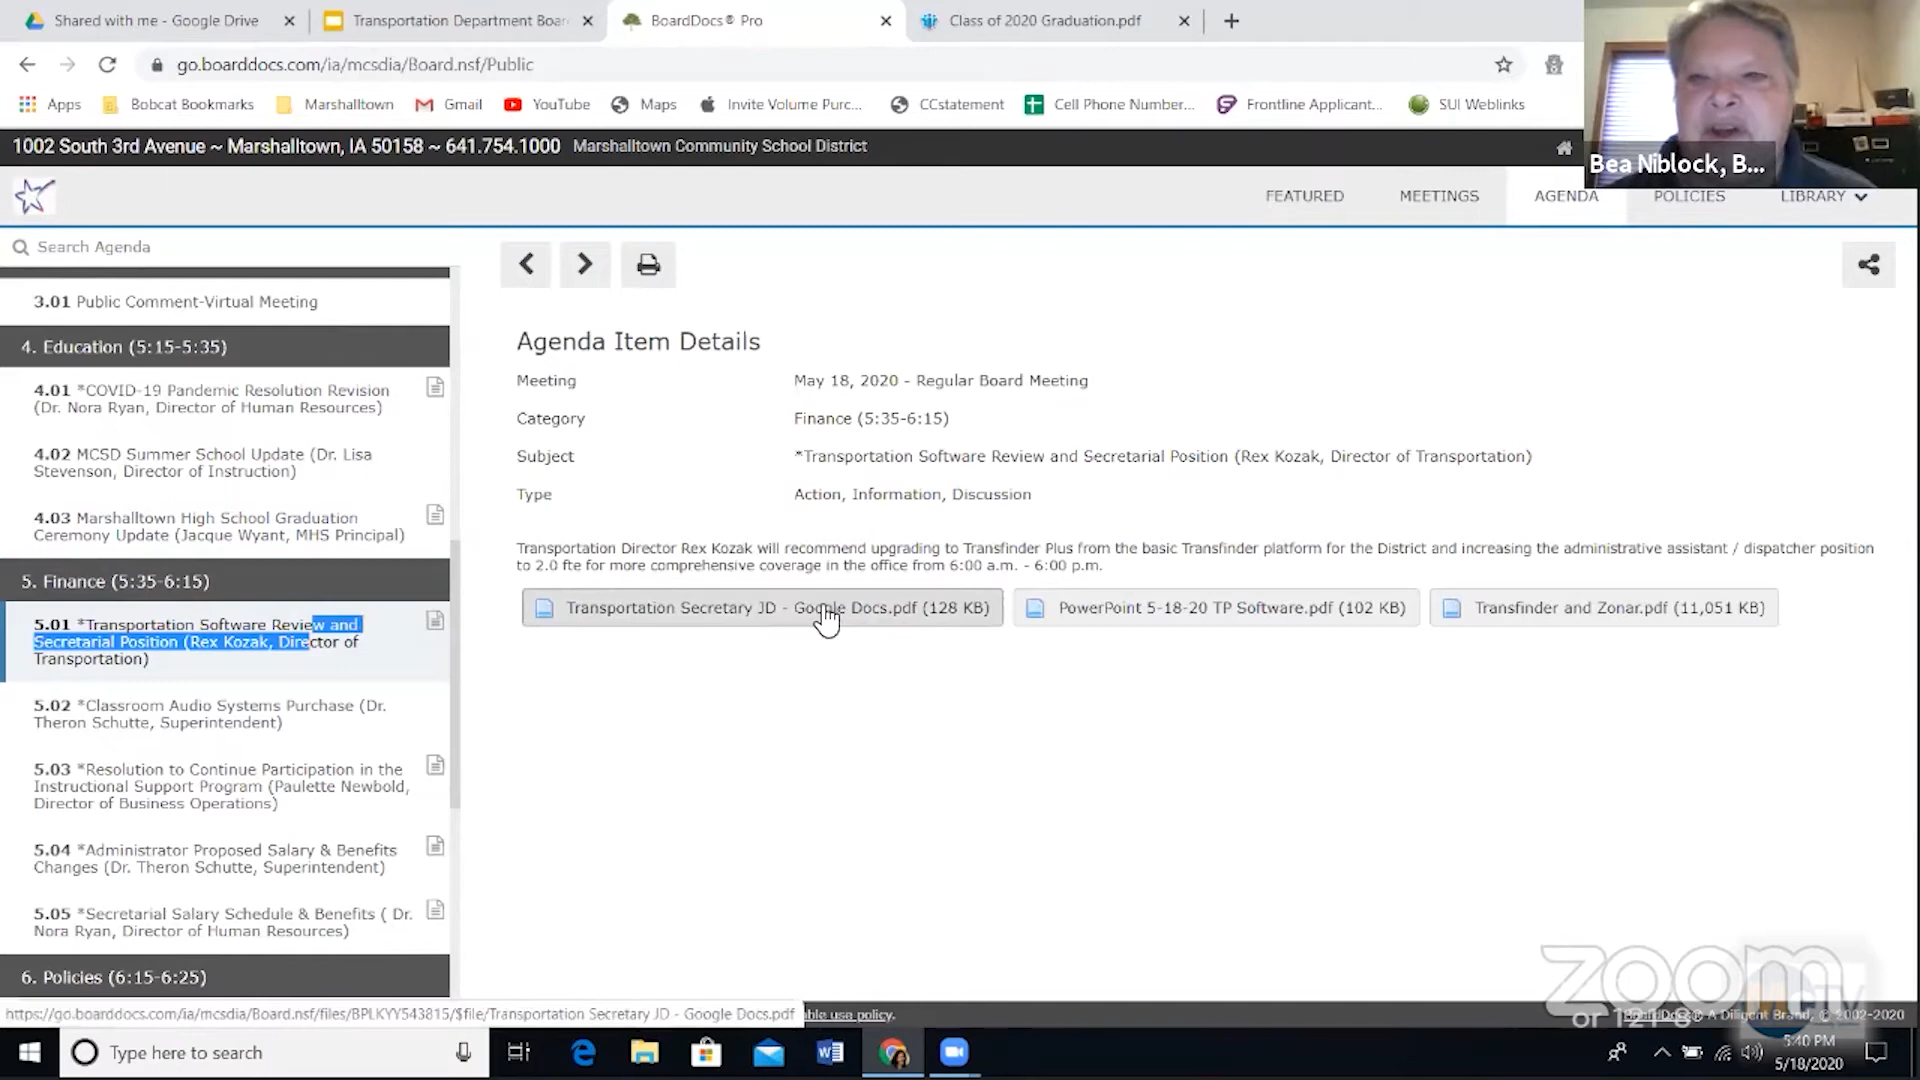 Shared with me - Google Drive
Transportation Department Boar
BoardDocs® Pro
Class of 2020 Graduation.pdf
go.boarddocs.com/ia/mcsdia/Board.nsf/Public
Apps
Bobcat Bookmarks
Marshalltown
Gmail
YouTube
Maps
Invite Volume Purc...
CCstatement
Cell Phone Number...
Frontline Applicant...
SUI Weblinks
1002 South 3rd Avenue ~ Marshalltown, IA 50158 ~ 641.754.1000 Marshalltown Community School District
Bea Niblock, B...
FEATURED
MEETINGS
AGENDA
POLICIES
LIBRARY
Search Agenda
3.01 Public Comment-Virtual Meeting
4. Education (5:15-5:35)
4.01 *COVID-19 Pandemic Resolution Revision
(Dr. Nora Ryan, Director of Human Resources)
4.02 MCSD Summer School Update (Dr. Lisa
Stevenson, Director of Instruction)
4.03 Marshalltown High School Graduation
Ceremony Update (Jacque Wyant, MHS Principal)
5. Finance (5:35-6:15)
5.01 *Transportation Software Review and
Secretarial Position (Rex Kozak, Director of
Transportation)
5.02 *Classroom Audio Systems Purchase (Dr.
Theron Schutte, Superintendent)
5.03 *Resolution to Continue Participation in the
Instructional Support Program (Paulette Newbold,
Director of Business Operations)
5.04 *Administrator Proposed Salary & Benefits
Changes (Dr. Theron Schutte, Superintendent)
5.05 *Secretarial Salary Schedule & Benefits ( Dr.
Nora Ryan, Director of Human Resources)
6. Policies (6:15-6:25)
Agenda Item Details
Meeting May 18, 2020 - Regular Board Meeting
Category Finance (5:35-6:15)
Subject *Transportation Software Review and Secretarial Position (Rex Kozak, Director of Transportation)
Type Action, Information, Discussion
Transportation Director Rex Kozak will recommend upgrading to Transfinder Plus from the basic Transfinder platform for the District and increasing the administrative assistant / dispatcher position
to 2.0 fte for more comprehensive coverage in the office from 6:00 a.m. - 6:00 p.m.
Transportation Secretary JD - Google Docs.pdf (128 KB)
PowerPoint 5-18-20 TP Software.pdf (102 KB)
Transfinder and Zonar.pdf (11,051 KB)
https://go.boarddocs.com/ia/mcsdia/Board.nsf/files/BPLKYY543815/$file/Transportation Secretary JD - Google Docs.pdf
ble use policy.
zoom
BoardDocs® A Diligent Brand, © 2002-2020
Type here to search
5:40 PM
5/18/2020